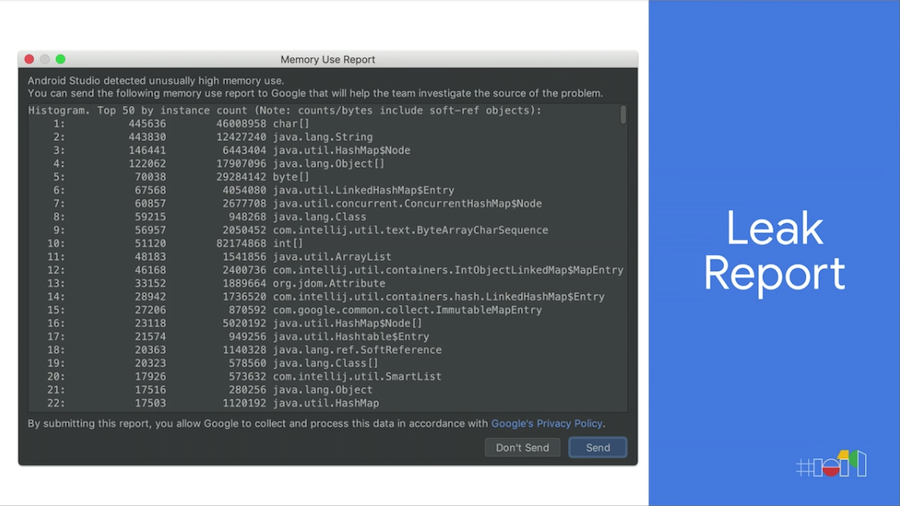 Memory Use Report
Android Studio detected unusually high memory use.
You can send the following memory use report to Google that will help the team investigate the source of the problem.
Histogram. Top 50 by instance count (Note: counts/bytes include soft-ref objects):
1: 445636 46008958 char[]
2: 443830 12427240 java.lang.String
3: 146441 6443404 java.util.HashMap$Node
4: 122062 17907096 java.lang.Object[]
5: 70038 29284142 byte[]
6: 67568 4054080 java.util.LinkedHashMap$Entry
7: 60857 2677708 java.util.concurrent.ConcurrentHashMap$Node
8: 59215 948268 java.lang.Class
9: 56957 2050452 com.intellij.util.text.ByteArrayCharSequence
10: 51120 82174868 int[]
11: 48183 1541856 java.util.ArrayList
12: 46168 2400736 com.intellij.util.containers.IntObjectLinkedMap$MapEntry
13: 33152 1889664 org.jdom.Attribute
14: 28942 1736520 com.intellij.util.containers.hash.LinkedHashMap$Entry
15: 27206 870592 com.google.common.collect.ImmutableMapEntry
16: 23118 5020192 java.util.HashMap$Node[]
17: 21574 949256 java.util.Hashtable$Entry
18: 20363 1140328 java.lang.ref.SoftReference
19: 20323 578560 java.lang.Class[]
20: 17926 573632 com.intellij.util.SmartList
21: 17516 280256 java.lang.Object
22: 17503 1120192 java.util.HashMap
By submitting this report, you allow Google to collect and process this data in accordance with Google's Privacy Policy.
Don't Send
Send
Leak
Report
#io19